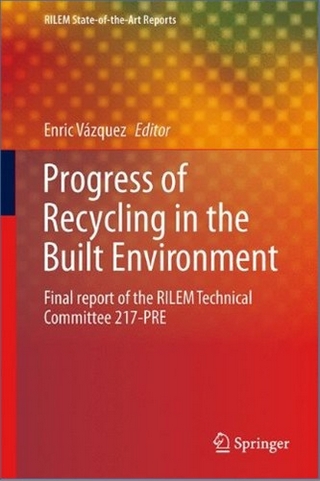 RILEM State-of-the-Art Reports
Enric Vázquez Editor
Progress of
Recycling in the
Built Environment
Final report of the RILEM Technical
Committee 217-PRE
Springer